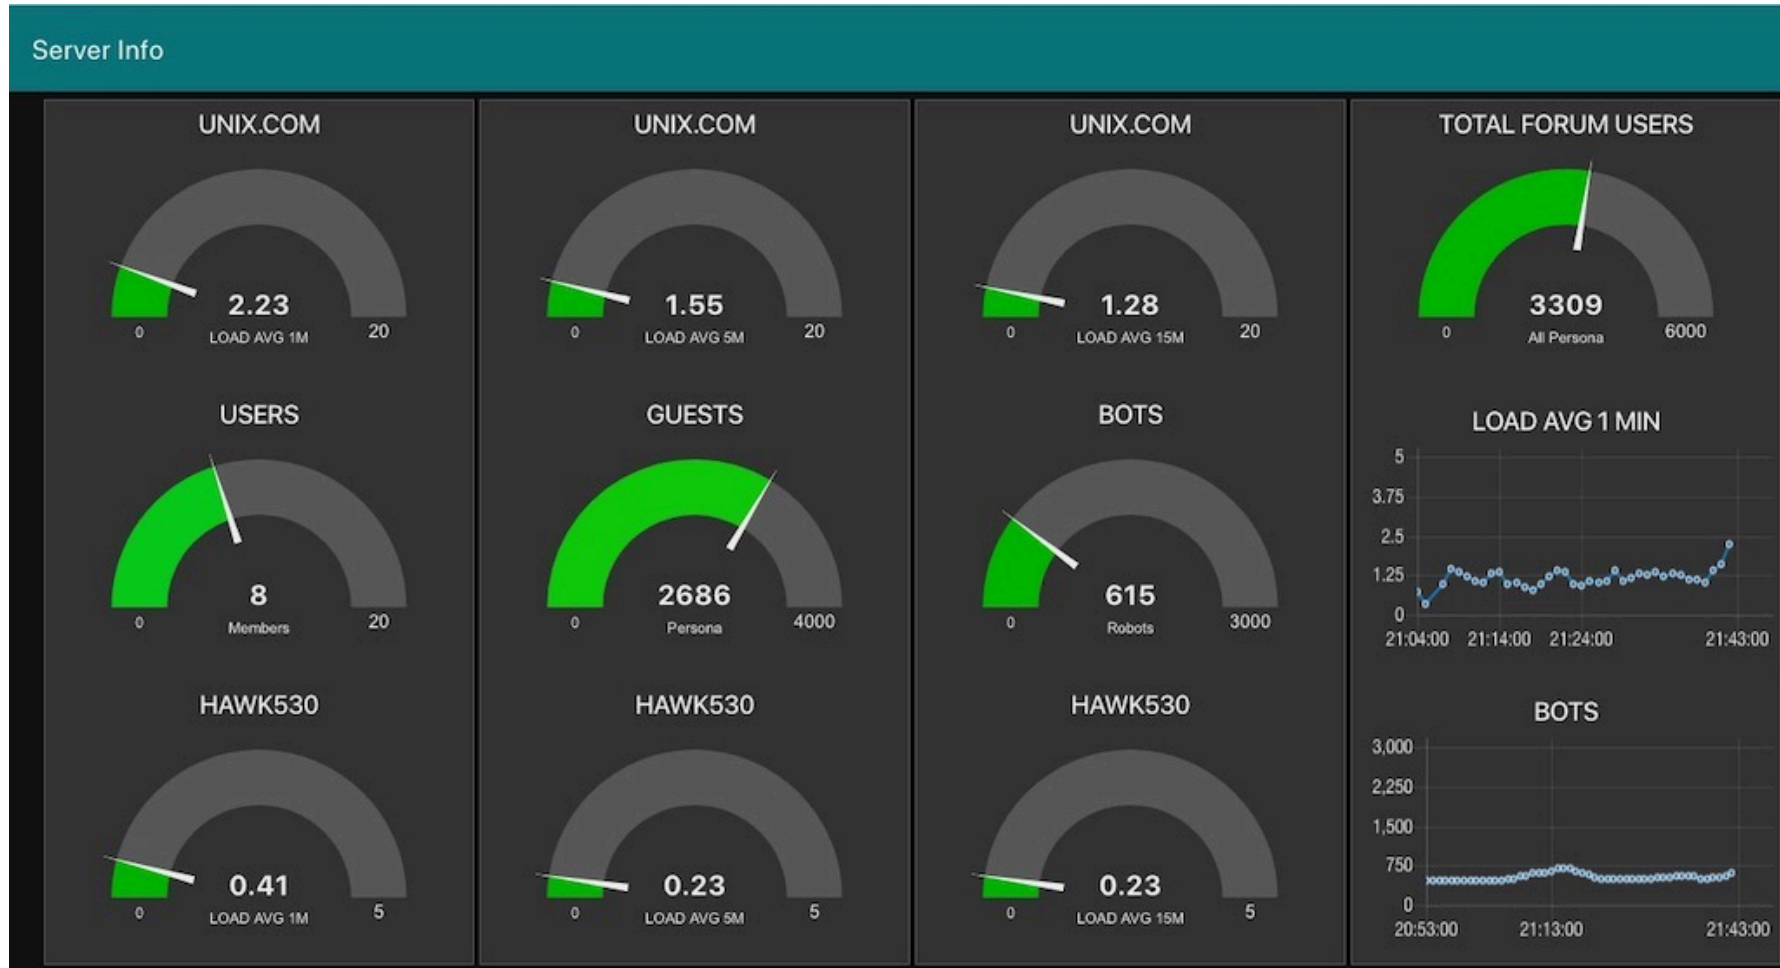 Server Info
UNIX.COM
2.23
LOAD AVG 1M
0
20
UNIX.COM
1.55
LOAD AVG 5M
0
20
UNIX.COM
1.28
LOAD AVG 15M
0
20
TOTAL FORUM USERS
3309
All Persona
0
6000
USERS
8
Members
0
20
GUESTS
2686
Persona
0
4000
BOTS
615
Robots
0
3000
LOAD AVG 1 MIN
5
3.75
2.5
1.25
0
21:04:00 21:14:00 21:24:00 21:43:00
HAWK530
0.41
LOAD AVG 1M
0
5
HAWK530
0.23
LOAD AVG 5M
0
5
HAWK530
0.23
LOAD AVG 15M
0
5
BOTS
3,000
2,250
1,500
750
0
20:53:00 21:13:00 21:43:00